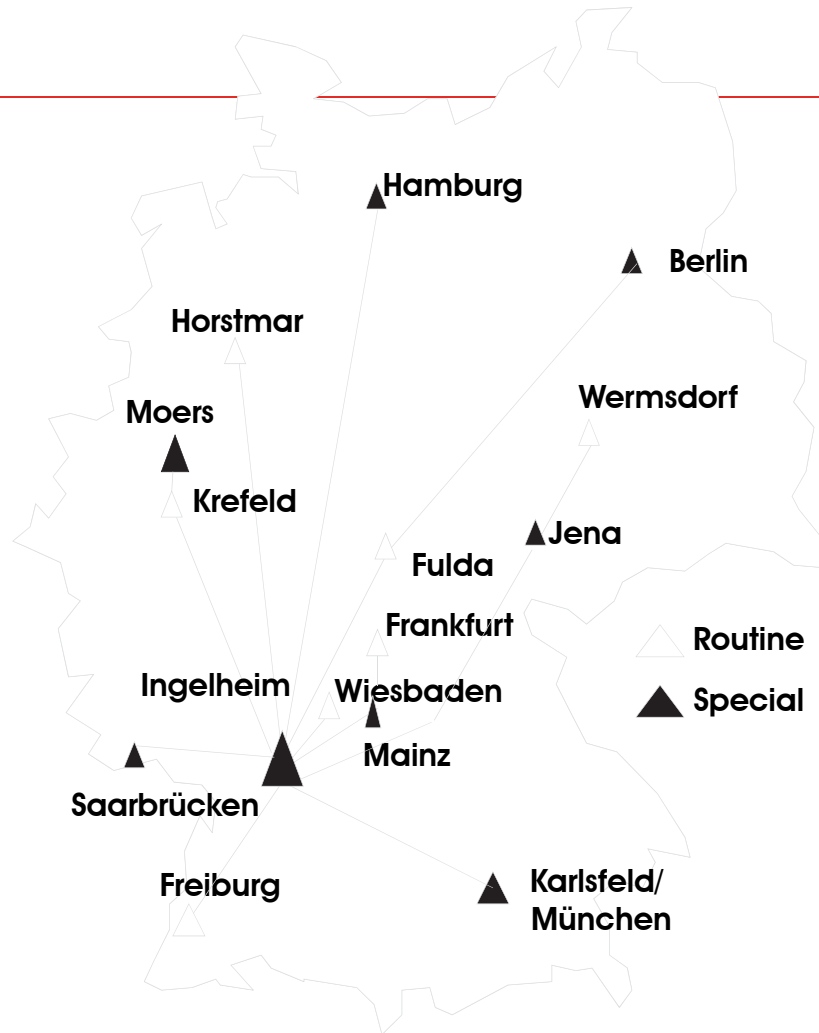 Hamburg
Berlin
Horstmar
Wermsdorf
Moers
Krefeld
Jena
Fulda
Frankfurt
Routine
Ingelheim
Wiesbaden
Special
Mainz
Saarbrücken
Freiburg
Karlsfeld/
München